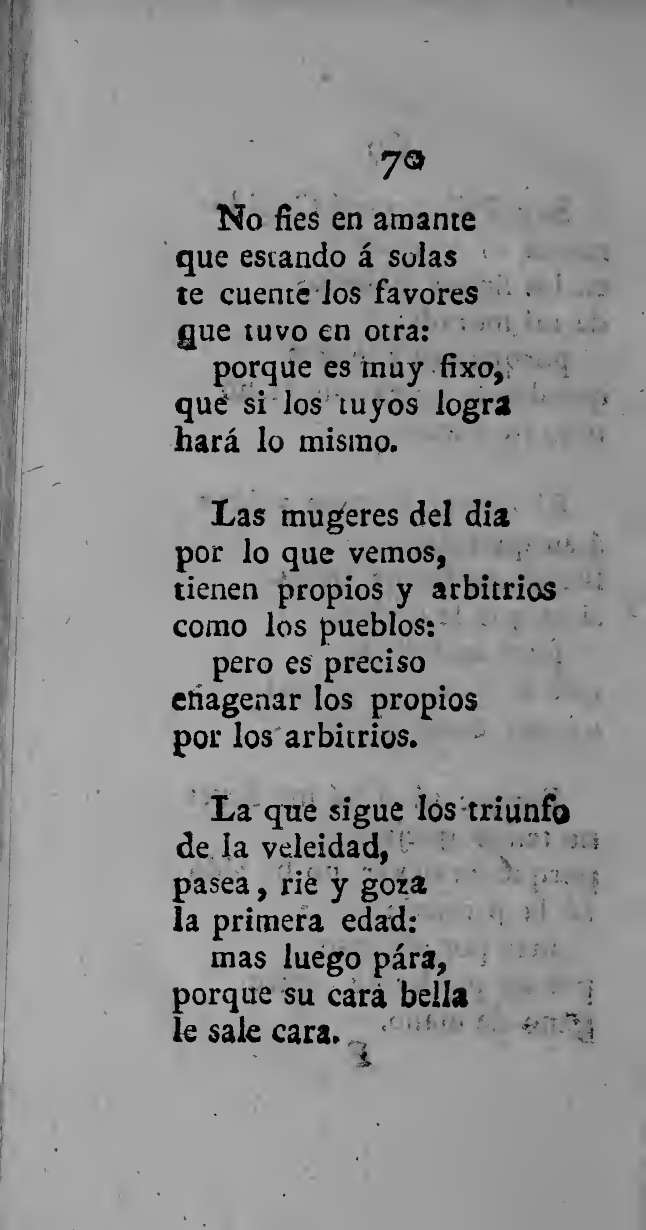 70
No fies en amante
que estando á solas
te cuente los favores
que tuvo en otra:
porque es muy fixo,
que si los tuyos logra
hará lo mismo.
Las mugeres del dia
por lo que vemos,
tienen propios y arbitrios
como los pueblos:
pero es preciso
enagenar los propios
por los arbitrios.
La que sigue los triunfo
de la veleidad,
pasea, rie y goza
la primera edad:
mas luego pára,
porque su cara bella
le sale cara.